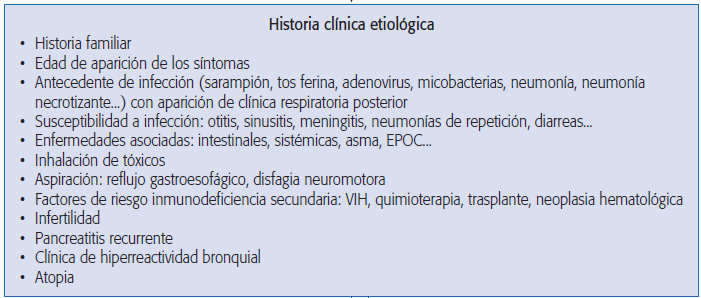 Historia clínica etiológica
• Historia familiar
• Edad de aparición de los síntomas
• Antecedente de infección (sarampión, tos ferina, adenovirus, micobacterias, neumonía, neumonía
necrotizante...) con aparición de clínica respiratoria posterior
• Susceptibilidad a infección: otitis, sinusitis, meningitis, neumonías de repetición, diarreas...
• Enfermedades asociadas: intestinales, sistémicas, asma, EPOC...
• Inhalación de tóxicos
• Aspiración: reflujo gastroesofágico, disfagia neuromotora
• Factores de riesgo inmunodeficiencia secundaria: VIH, quimioterapia, trasplante, neoplasia hematológica
• Infertilidad
• Pancreatitis recurrente
• Clínica de hiperreactividad bronquial
• Atopia